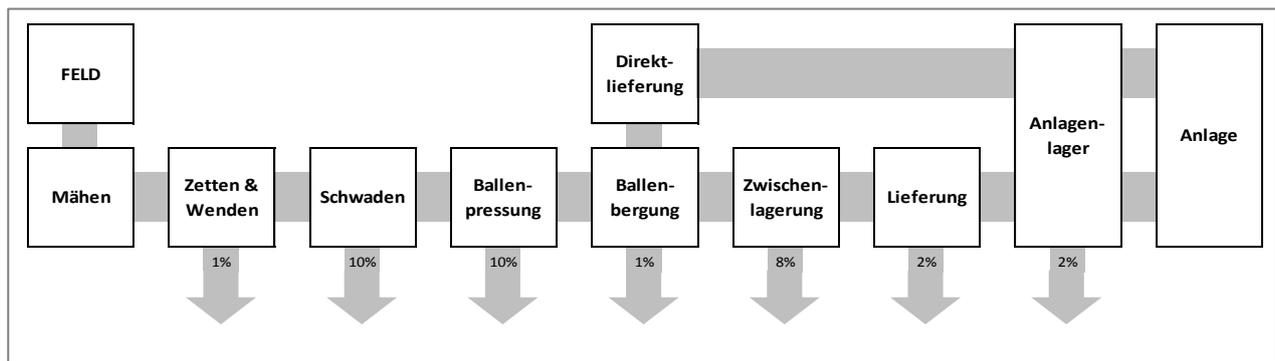 FELD
Direkt-
lieferung
Anlagen-
lager
Anlage
Mähen
Zetten &
Wenden
Schwaden
Ballen-
pressung
Ballen-
bergung
Zwischen-
lagerung
Lieferung
1%
10%
10%
1%
8%
2%
2%